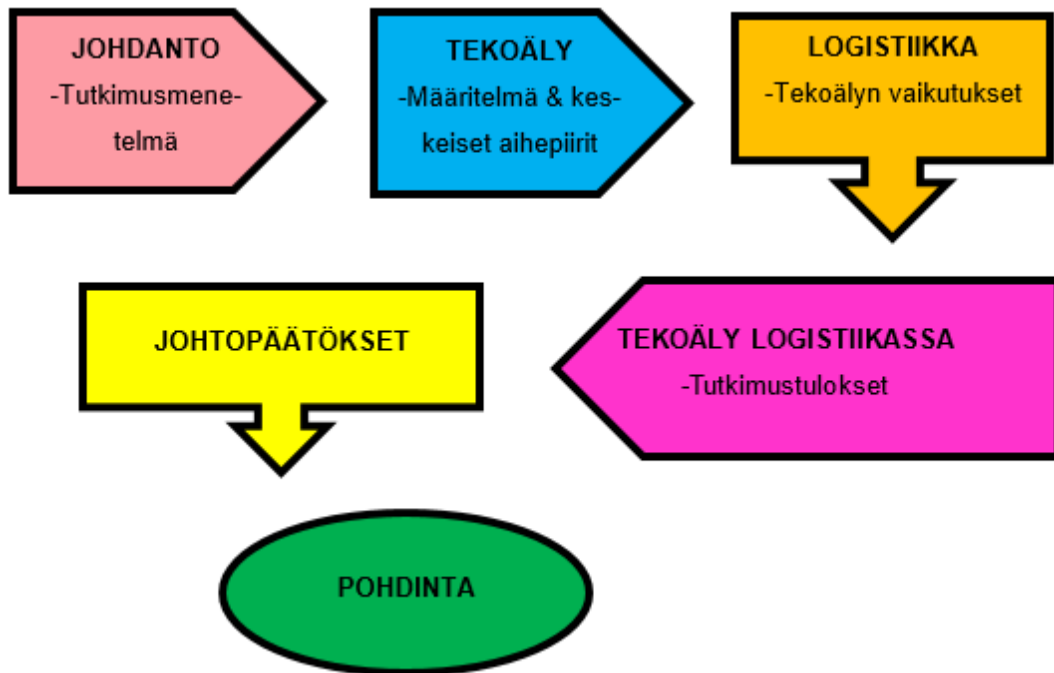 JOHDANTO
-Tutkimusmene-
telmä
TEKOÄLY
-Määritelmä & kes-
keiset aihepiirit
LOGISTIIKKA
-Tekoälyn vaikutukset
TEKOÄLY LOGISTIIKASSA
-Tutkimustulokset
JOHTOPÄÄTÖKSET
POHDINTA